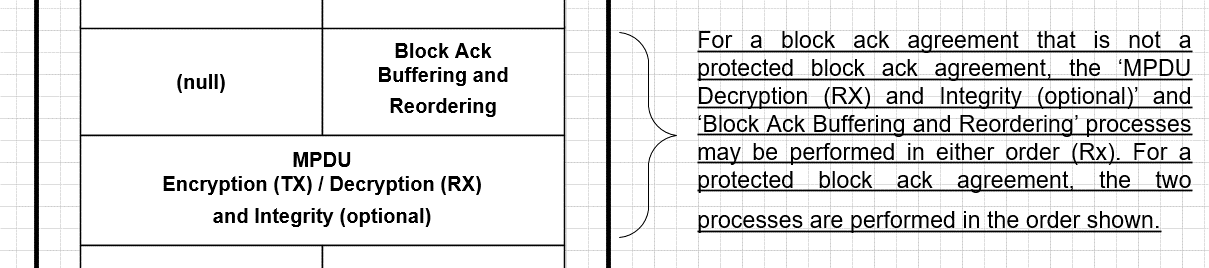 (null)
Block Ack
Buffering and
Reordering
MPDU
Encryption (TX) / Decryption (RX)
and Integrity (optional)
For a block ack agreement that is not a
protected block ack agreement, the ‘MPDU
Decryption (RX) and Integrity (optional)’ and
‘Block Ack Buffering and Reordering’ processes
may be performed in either order (Rx). For a
protected block ack agreement, the two
processes are performed in the order shown.